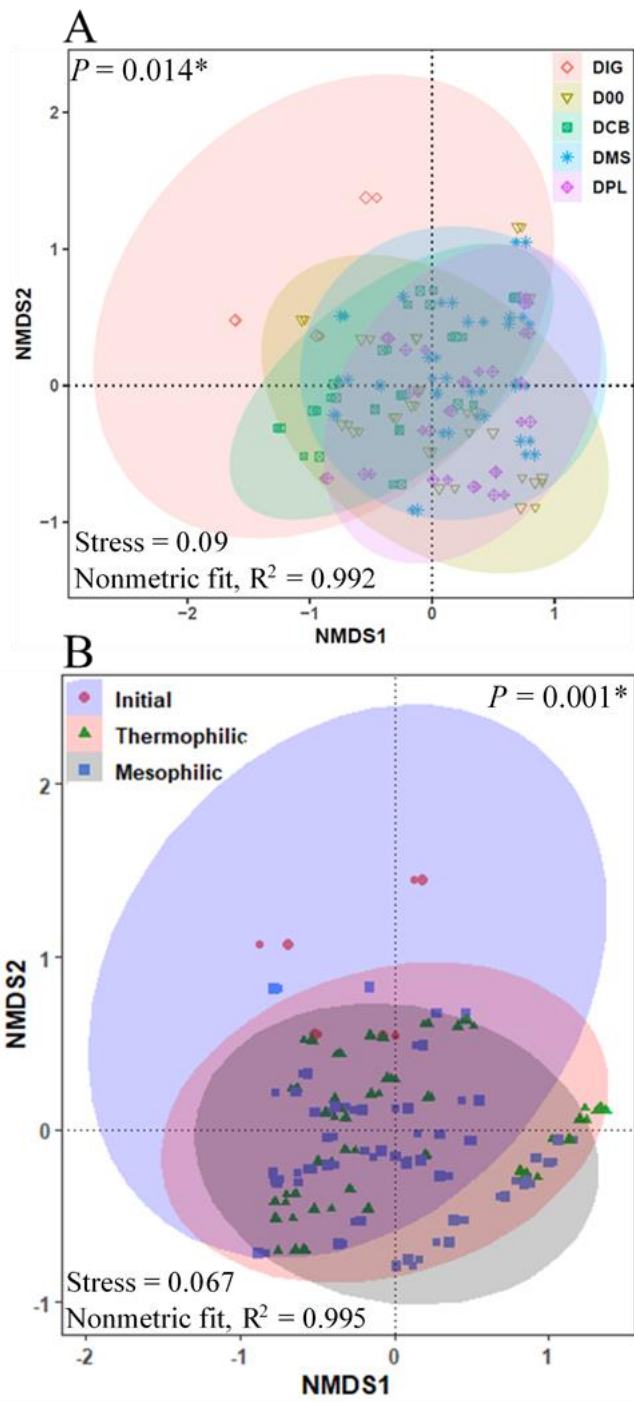 A
P = 0.014*
DIG
D00
DCB
DMS
DPL
2
1
0
−1
NMDS2
Stress = 0.09
Nonmetric fit, R² = 0.992
−2 −1 0 1
NMDS1
B
Initial
Thermophilic
Mesophilic
P = 0.001*
2
1
0
-1
NMDS2
Stress = 0.067
Nonmetric fit, R² = 0.995
-2 -1 0 1
NMDS1